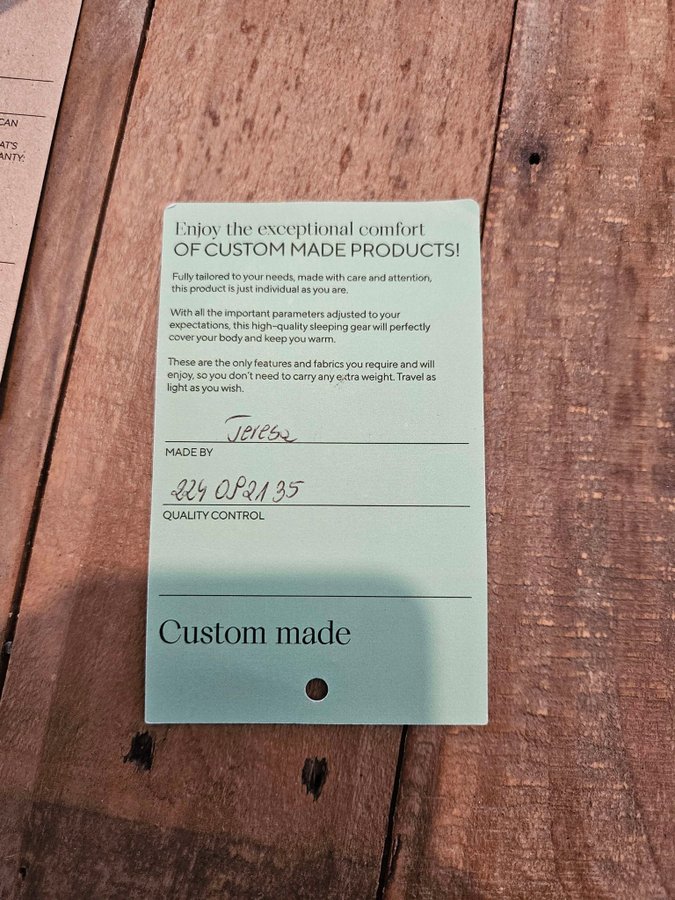 CAN
AT'S
ANTY:
Enjoy the exceptional comfort
OF CUSTOM MADE PRODUCTS!
Fully tailored to your needs, made with care and attention,
this product is just individual as you are.
With all the important parameters adjusted to your
expectations, this high-quality sleeping gear will perfectly
cover your body and keep you warm.
These are the only features and fabrics you require and will
enjoy, so you don't need to carry any extra weight. Travel as
light as you wish.
Teresa
MADE BY
224 OP21 35
QUALITY CONTROL
Custom made